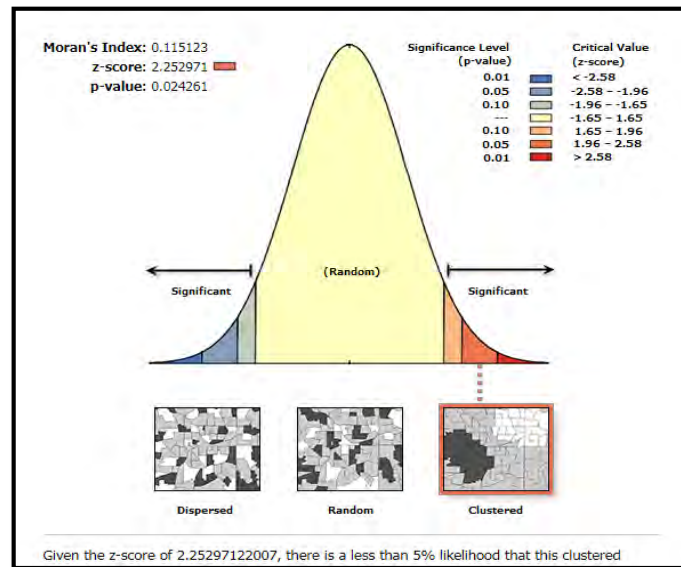 Moran's Index: 0.115123
z-score: 2.252971
p-value: 0.024261
Significance Level
(p-value)
Critical Value
(z-score)
0.01 < -2.58
0.05 -2.58 – -1.96
0.10 -1.96 – -1.65
--- -1.65 – 1.65
0.10 1.65 – 1.96
0.05 1.96 – 2.58
0.01 > 2.58
Significant
(Random)
Significant
Dispersed
Random
Clustered
Given the z-score of 2.25297122007, there is a less than 5% likelihood that this clustered